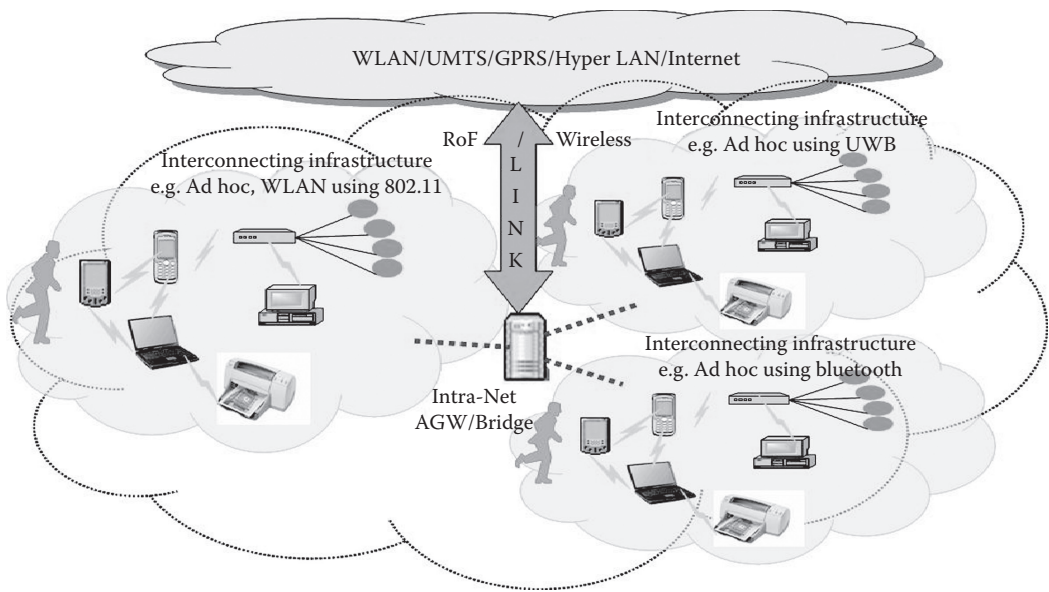 WLAN/UMTS/GPRS/Hyper LAN/Internet
RoF / Wireless
L
I
N
K
Interconnecting infrastructure
e.g. Ad hoc, WLAN using 802.11
Interconnecting infrastructure
e.g. Ad hoc using UWB
Intra-Net
AGW/Bridge
Interconnecting infrastructure
e.g. Ad hoc using bluetooth